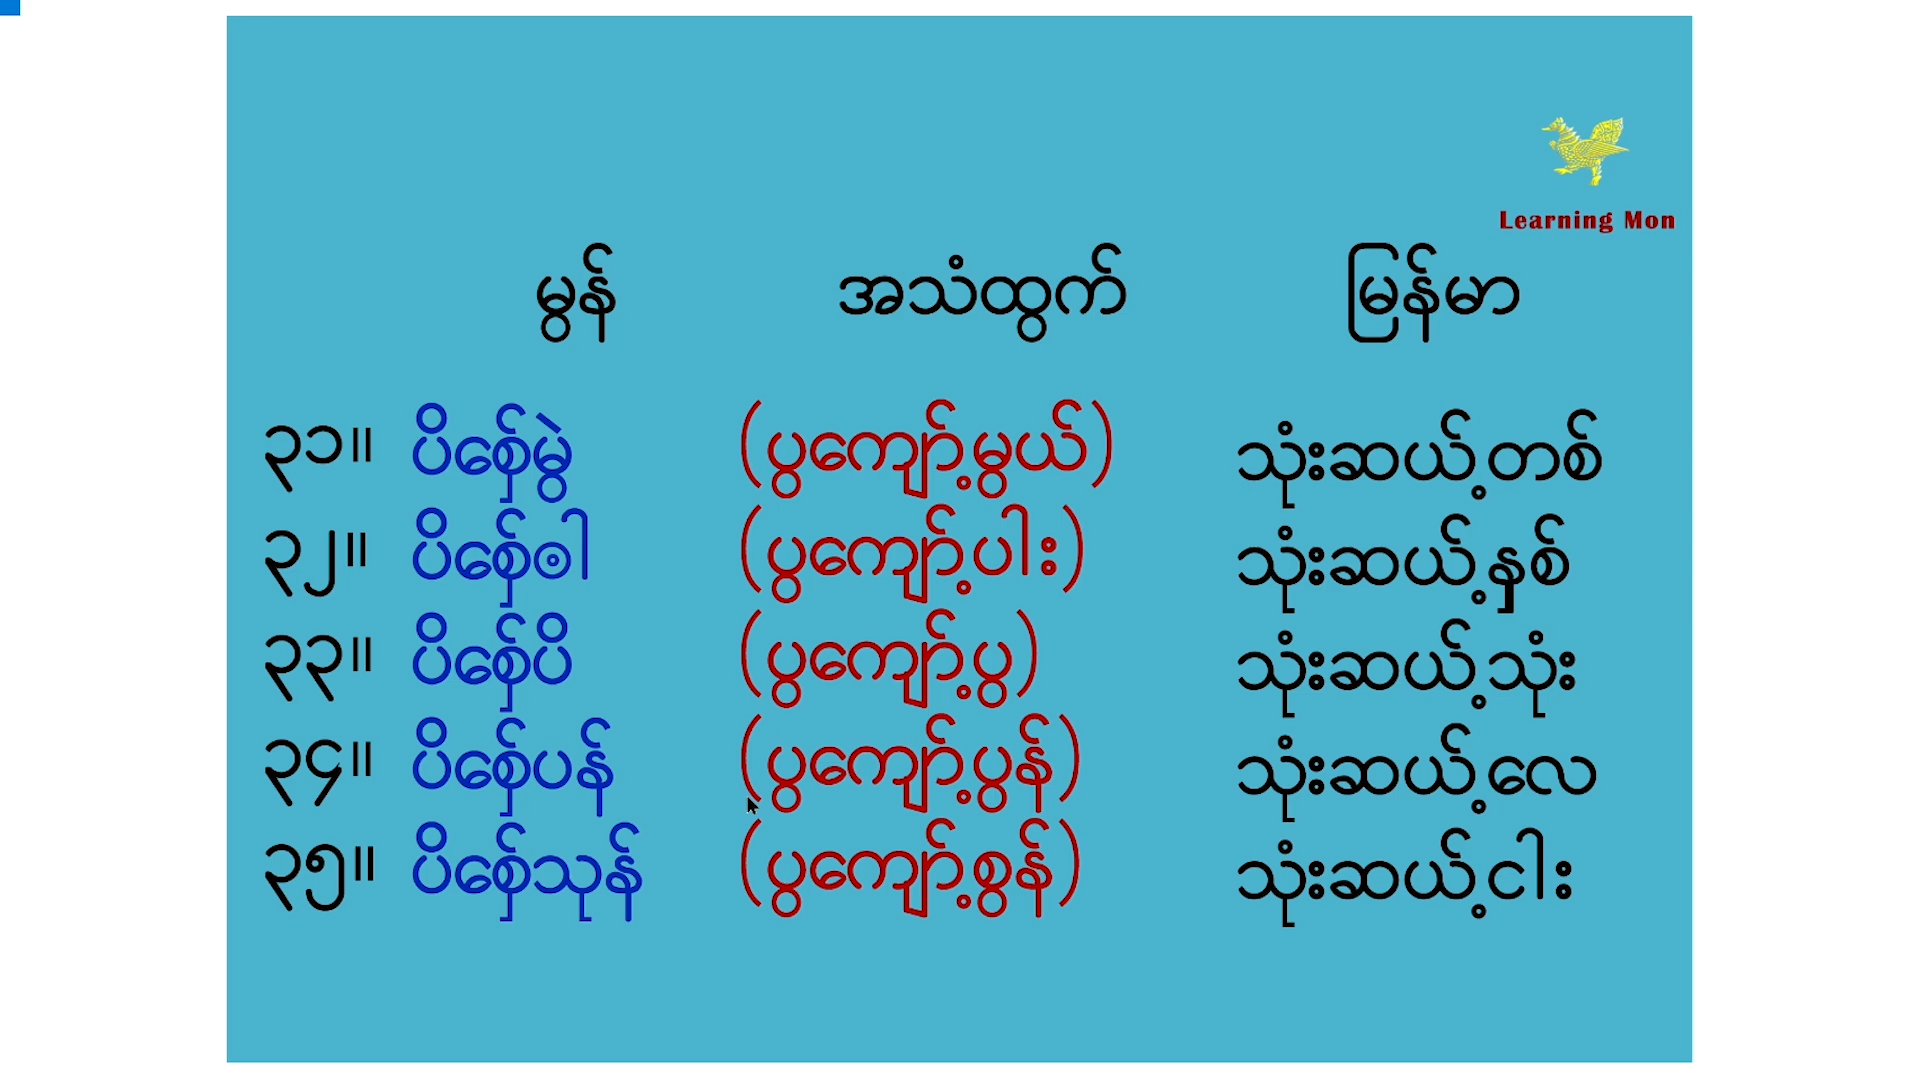 Learning Mon
မွန် အသံထွက် မြန်မာ
၃၁။ ပိစှော်မွဲ (ပွကျော့်မွယ်) သုံးဆယ့်တစ်
၃၂။ ပိစှော်ၜါ (ပွကျော့်ပါး) သုံးဆယ့်နှစ်
၃၃။ ပိစှော်ပိ (ပွကျော့်ပွ) သုံးဆယ့်သုံး
၃၄။ ပိစှော်ပန် (ပွကျော့်ပွန်) သုံးဆယ့်လေ
၃၅။ ပိစှော်သုန် (ပွကျော့်စွန်) သုံးဆယ့်ငါး